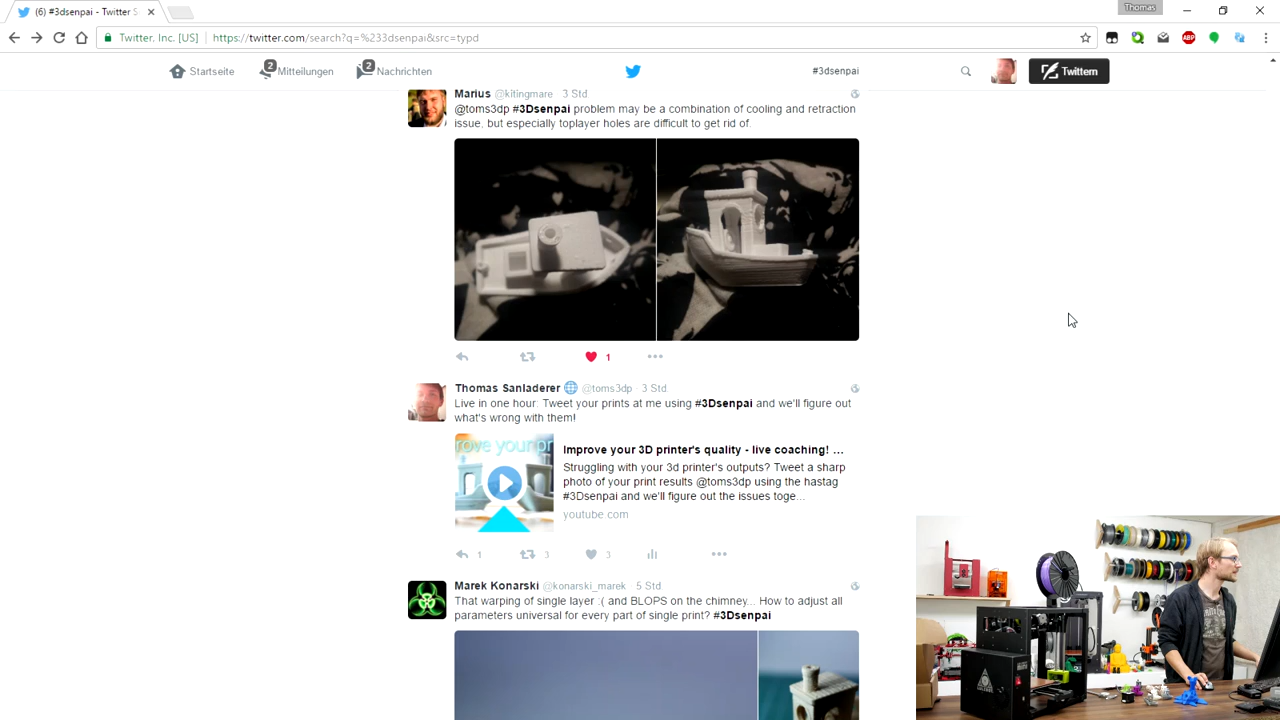 (6) #3dsenpai - Twitter S
Thomas
Twitter, Inc. [US]
https://twitter.com/search?q=%233dsenpai&src=typd
ABP
2
Startseite
Mitteilungen
2
Nachrichten
#3dsenpai
Twittern
Marius @kitingmare 3 Std
@toms3dp #3Dsenpai problem may be a combination of cooling and retraction
issue, but especially toplayer holes are difficult to get rid of.
1
Thomas Sanladerer @toms3dp · 3 Std.
Live in one hour: Tweet your prints at me using #3Dsenpai and we'll figure out
what's wrong with them!
rove your pr
Improve your 3D printer's quality - live coaching! ...
Struggling with your 3d printer's outputs? Tweet a sharp
photo of your print results @toms3dp using the hastag
#3Dsenpai and we'll figure out the issues toge...
youtube.com
1 3 3
Marek Konarski @konarski_marek · 5 Std
That warping of single layer :( and BLOPS on the chimney... How to adjust all
parameters universal for every part of single print? #3Dsenpai